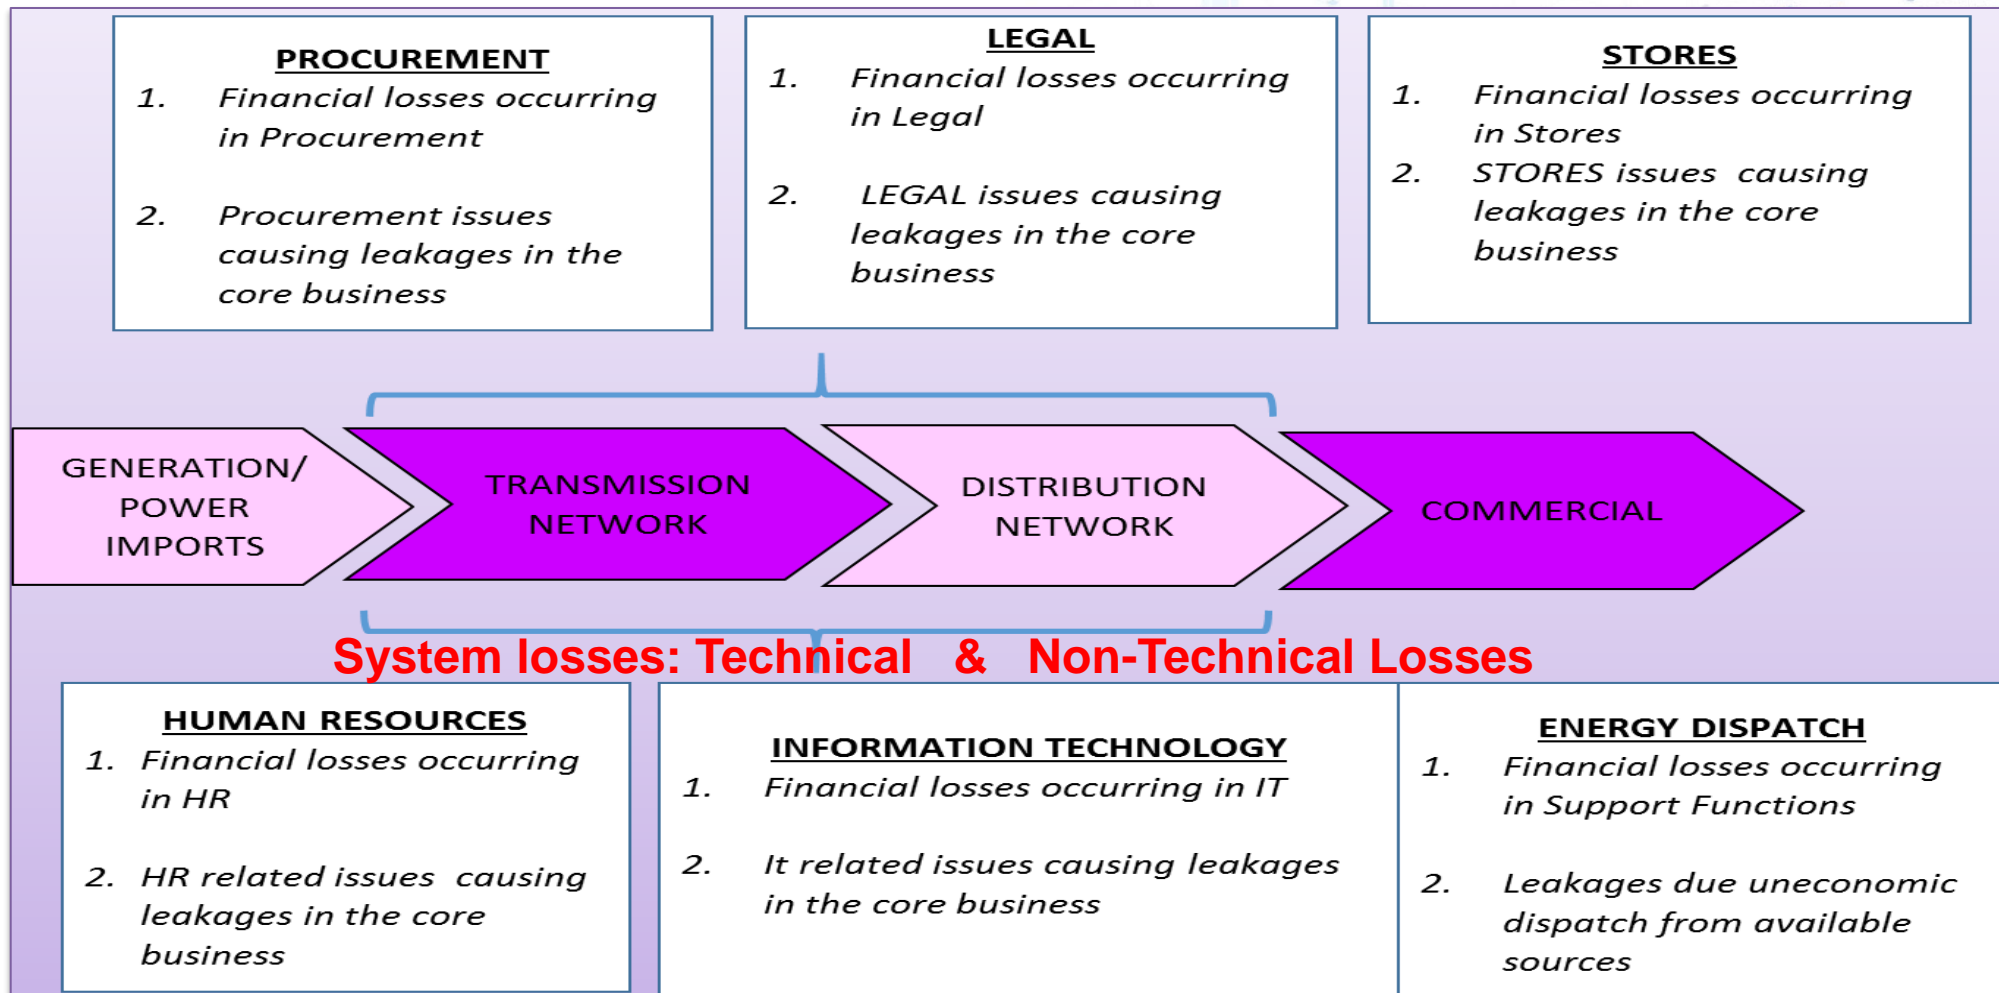 PROCUREMENT
1. Financial losses occurring
in Procurement
2. Procurement issues
causing leakages in the
core business
LEGAL
1. Financial losses occurring
in Legal
2. LEGAL issues causing
leakages in the core
business
STORES
1. Financial losses occurring
in Stores
2. STORES issues causing
leakages in the core
business
GENERATION/
POWER
IMPORTS
TRANSMISSION
NETWORK
DISTRIBUTION
NETWORK
COMMERCIAL
System losses: Technical & Non-Technical Losses
HUMAN RESOURCES
1. Financial losses occurring
in HR
2. HR related issues causing
leakages in the core
business
INFORMATION TECHNOLOGY
1. Financial losses occurring in IT
2. It related issues causing leakages
in the core business
ENERGY DISPATCH
1. Financial losses occurring
in Support Functions
2. Leakages due uneconomic
dispatch from available
sources